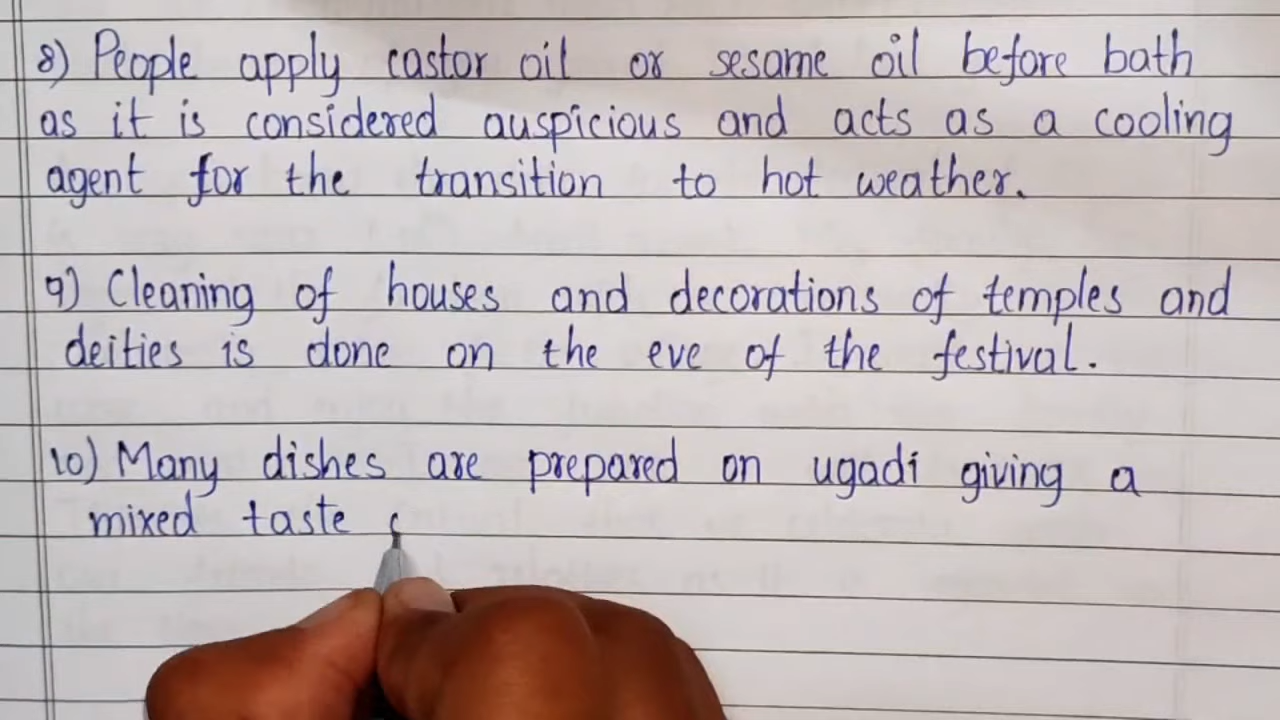 8) People apply castor oil or sesame oil before bath
as it is considered auspicious and acts as a cooling
agent for the transition to hot weather.
9) Cleaning of houses and decorations of temples and
deities is done on the eve of the festival.
10) Many dishes are prepared on ugadi giving a
mixed taste